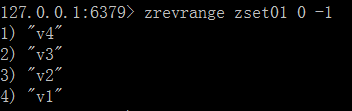 127.0.0.1:6379> zrevrange zset01 0 -1
1) "v4"
2) "v3"
3) "v2"
4) "v1"